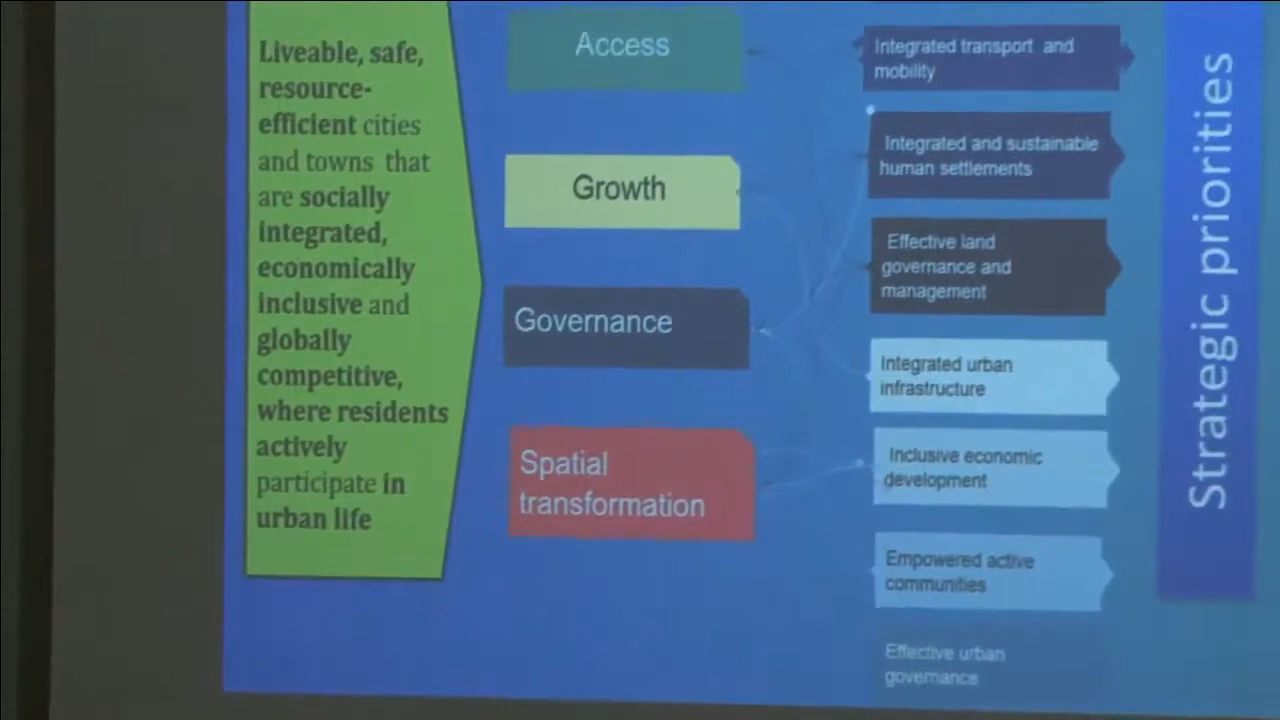 Liveable, safe,
resource-
efficient cities
and towns that
are socially
integrated,
economically
inclusive and
globally
competitive,
where residents
actively
participate in
urban life
Access
Growth
Governance
Spatial
transformation
Integrated transport and
mobility
Integrated and sustainable
human settlements
Effective land
governance and
management
Integrated urban
infrastructure
Inclusive economic
development
Empowered active
communities
Effective urban
governance
Strategic priorities